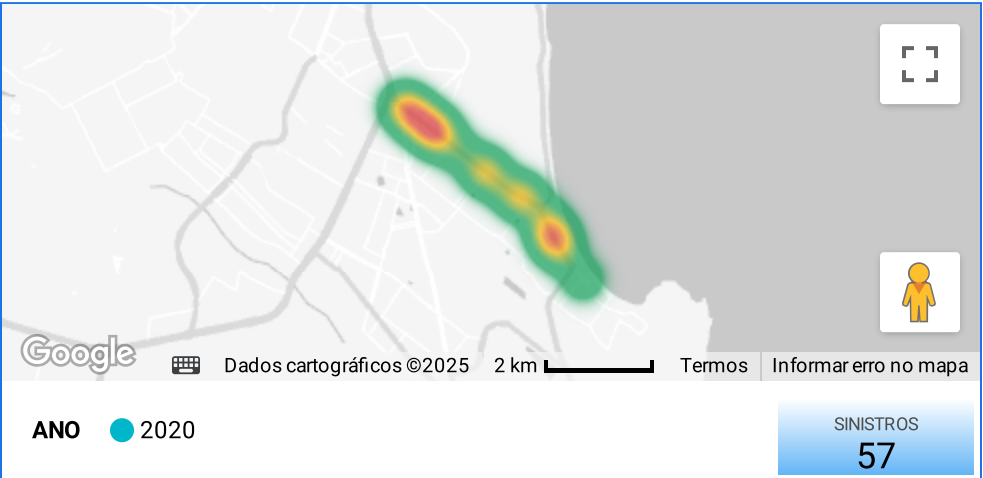 Google
Dados cartográficos ©2025 2 km Termos Informar erro no mapa
ANO 2020
SINISTROS
57